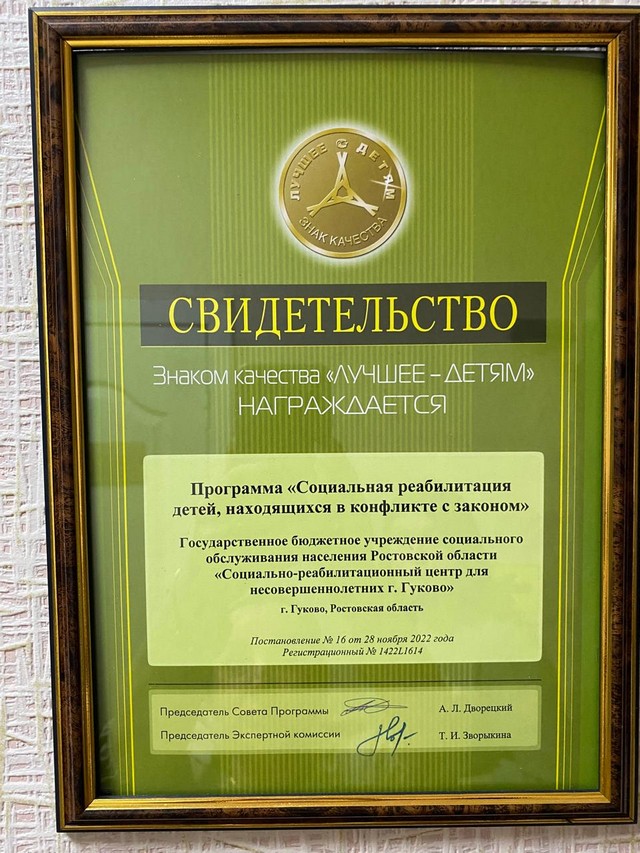 ЛУЧШЕЕ ДЕТЯМ
ЗНАК КАЧЕСТВА
СВИДЕТЕЛЬСТВО
Знаком качества «ЛУЧШЕЕ – ДЕТЯМ»
НАГРАЖДАЕТСЯ
Программа «Социальная реабилитация
детей, находящихся в конфликте с законом»
Государственное бюджетное учреждение социального
обслуживания населения Ростовской области
«Социально-реабилитационный центр для
несовершеннолетних г. Гуково»
г. Гуково, Ростовская область
Постановление № 16 от 28 ноября 2022 года
Регистрационный № 1422L1614
Председатель Совета Программы А. Л. Дворецкий
Председатель Экспертной комиссии Т. И. Зворыкина